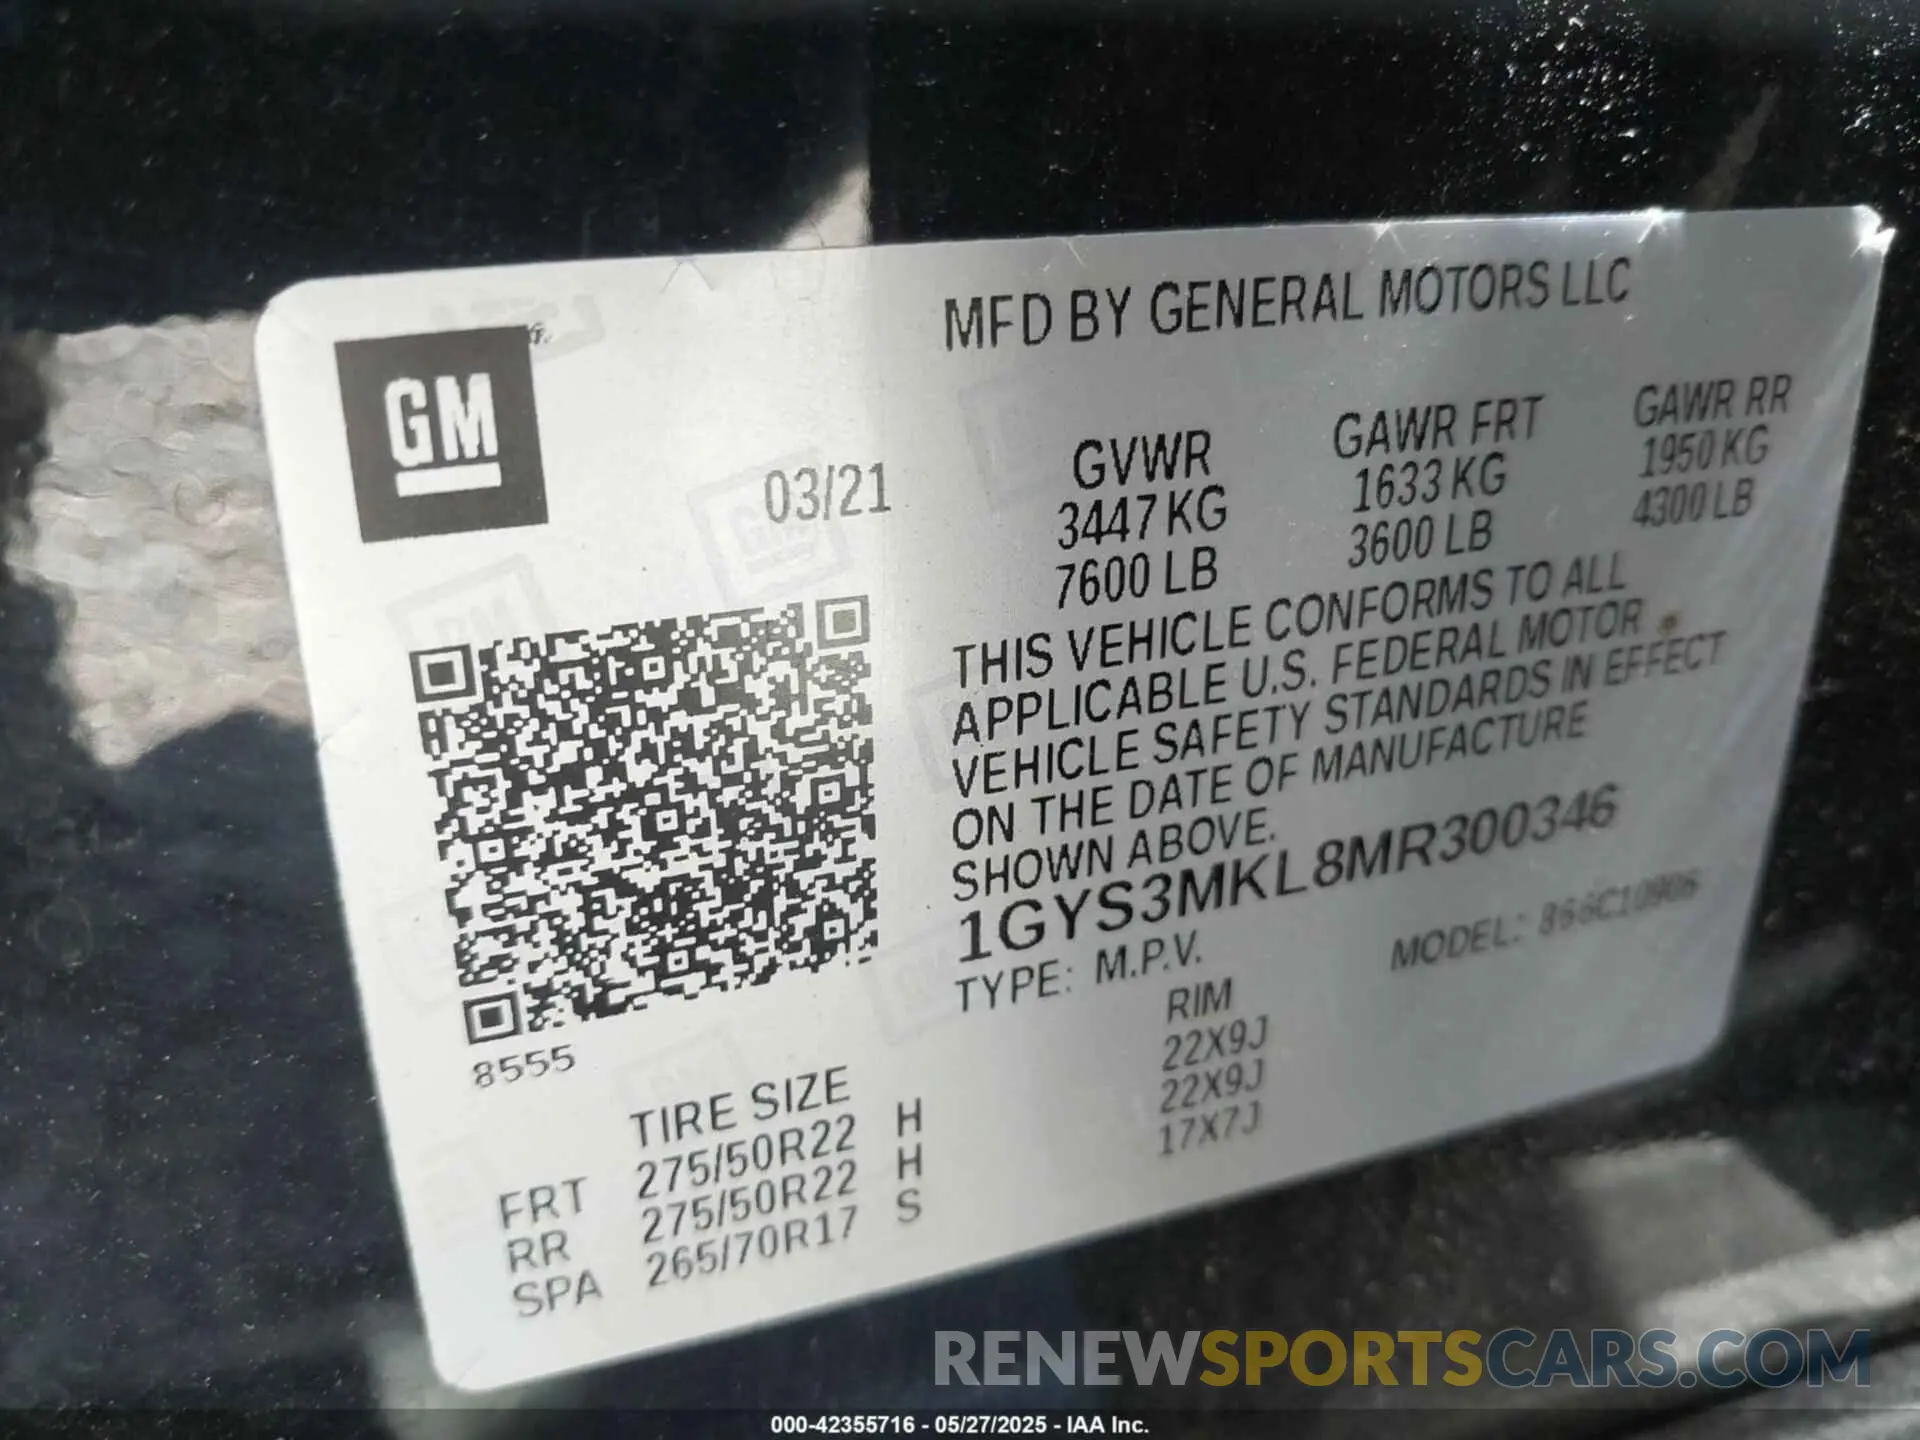 MFD BY GENERAL MOTORS LLC
GM
03/21
GVWR GAWR FRT GAWR RR
3447 KG 1633 KG 1950 KG
7600 LB 3600 LB 4300 LB
THIS VEHICLE CONFORMS TO ALL
APPLICABLE U.S. FEDERAL MOTOR
VEHICLE SAFETY STANDARDS IN EFFECT
ON THE DATE OF MANUFACTURE
SHOWN ABOVE.
1GYS3MKL8MR300346
TYPE: M.P.V. MODEL: 866C10906
8555
TIRE SIZE RIM
FRT 275/50R22 H 22X9J
RR 275/50R22 H 22X9J
SPA 265/70R17 S 17X7J
RENEWSPORTSCARS.COM
000-42355716 - 05/27/2025 - IAA Inc.